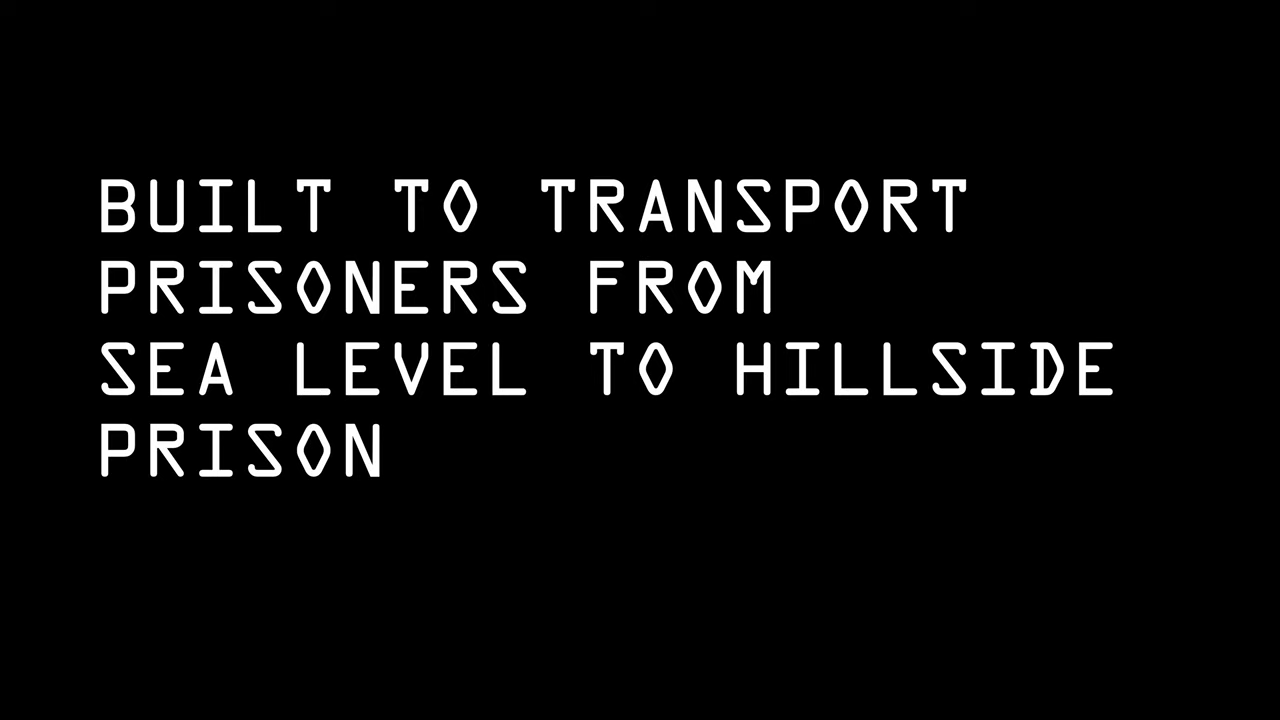 BUILT TO TRANSPORT
PRISONERS FROM
SEA LEVEL TO HILLSIDE
PRISON